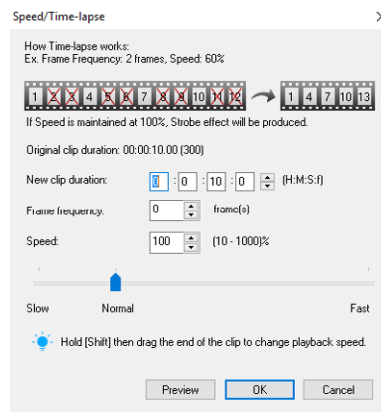 Speed/Time-lapse
How Time-lapse works:
Ex. Frame Frequency: 2 frames, Speed: 60%
1 2 3 4 5 6 7 8 9 10 11 12 1 4 7 10 13
If Speed is maintained at 100%, Strobe effect will be produced.
Original clip duration: 00:00:10.00 (300)
New clip duration: 0 : 0 : 10 : 0 (H:M:S:f)
Frame frequency: 0 frame(s)
Speed: 100 (10 - 1000)%
Slow Normal Fast
Hold [Shift] then drag the end of the clip to change playback speed.
Preview OK Cancel